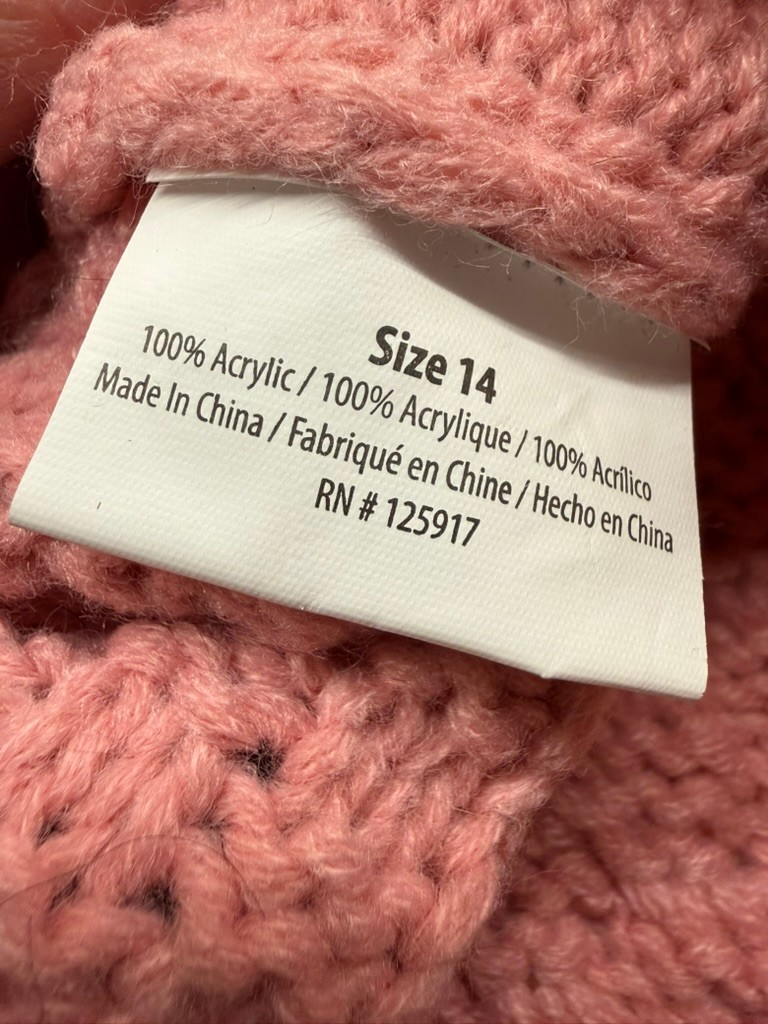 Size 14
100% Acrylic / 100% Acrylique / 100% Acrílico
Made In China / Fabriqué en Chine / Hecho en China
RN # 125917